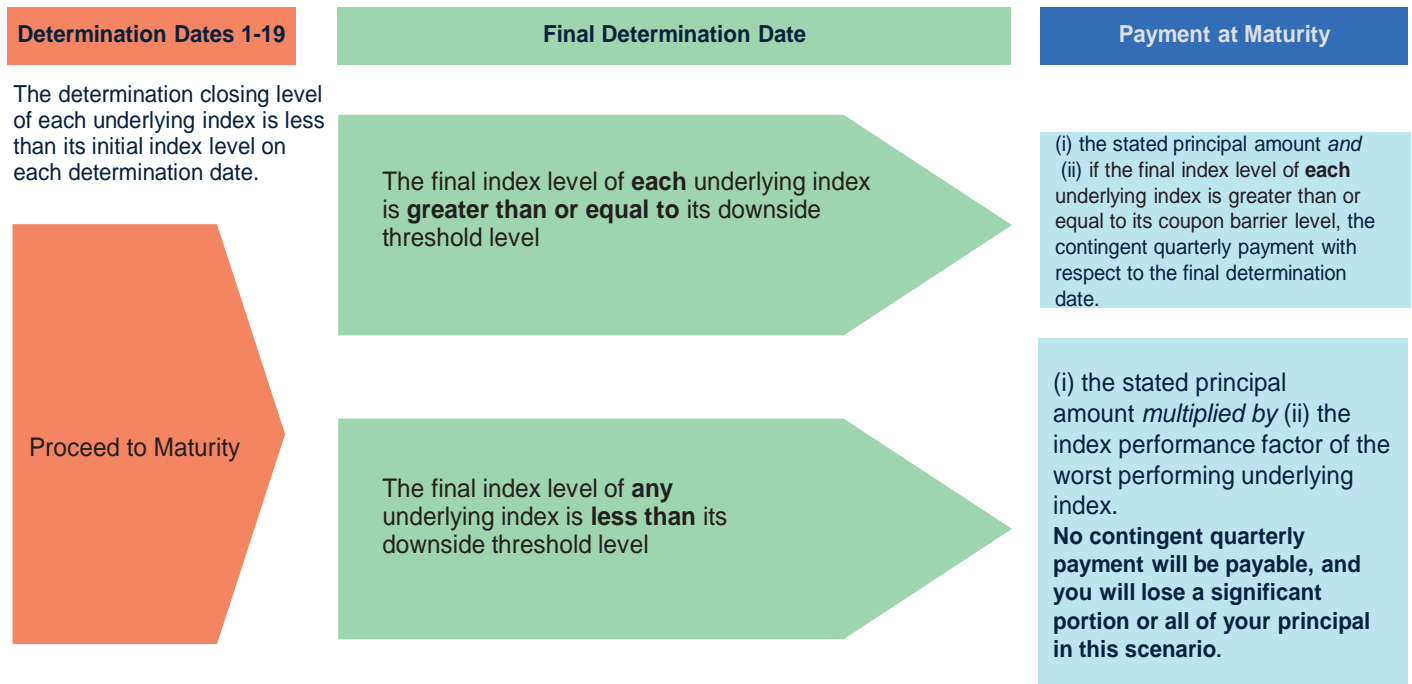 Determination Dates 1-19
Final Determination Date
Payment at Maturity
The determination closing level
of each underlying index is less
than its initial index level on
each determination date.
Proceed to Maturity
The final index level of each underlying index
is greater than or equal to its downside
threshold level
(i) the stated principal amount and
(ii) if the final index level of each
underlying index is greater than or
equal to its coupon barrier level, the
contingent quarterly payment with
respect to the final determination
date.
The final index level of any
underlying index is less than its
downside threshold level
(i) the stated principal
amount multiplied by (ii) the
index performance factor of the
worst performing underlying
index.
No contingent quarterly
payment will be payable, and
you will lose a significant
portion or all of your principal
in this scenario.